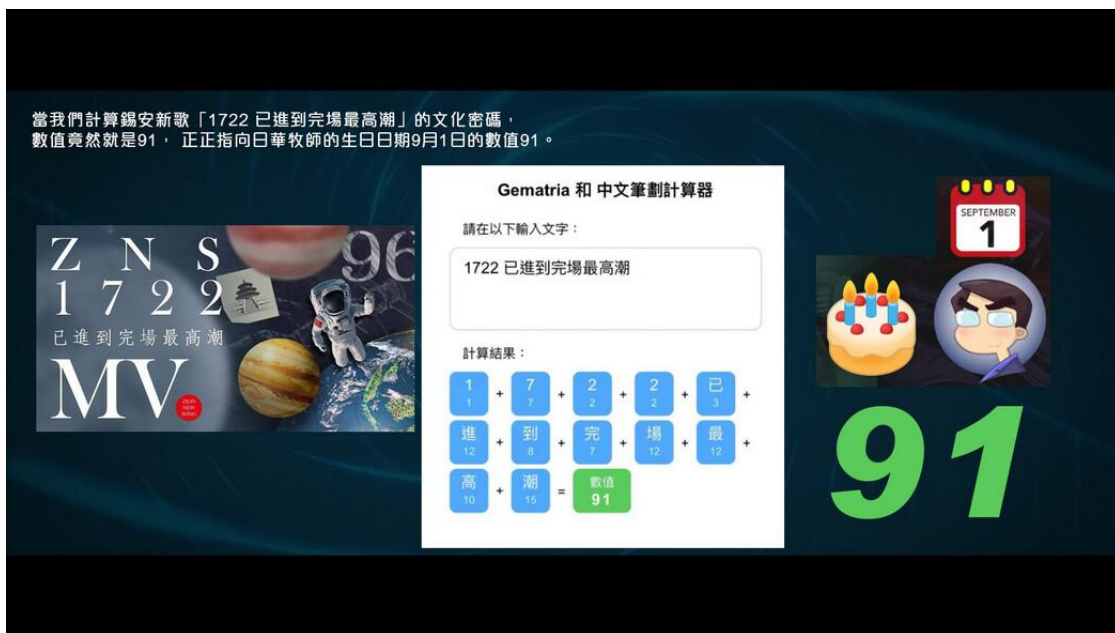 當我們計算錫安新歌「1722 已進到完場最高潮」的文化密碼，
數值竟然就是91， 正正指向日華牧師的生日日期9月1日的數值91。
Z N S
1 7 2 2
已進到完場最高潮
MV
ZION
NEW
SONG
96
Gematria 和 中文筆劃計算器
請在以下輸入文字：
1722 已進到完場最高潮
計算結果：
1 + 7 + 2 + 2 + 已 +
1 7 2 2 3
進 + 到 + 完 + 場 + 最 +
12 8 7 12 12
高 + 潮 = 數值
10 15 91
SEPTEMBER
1
91